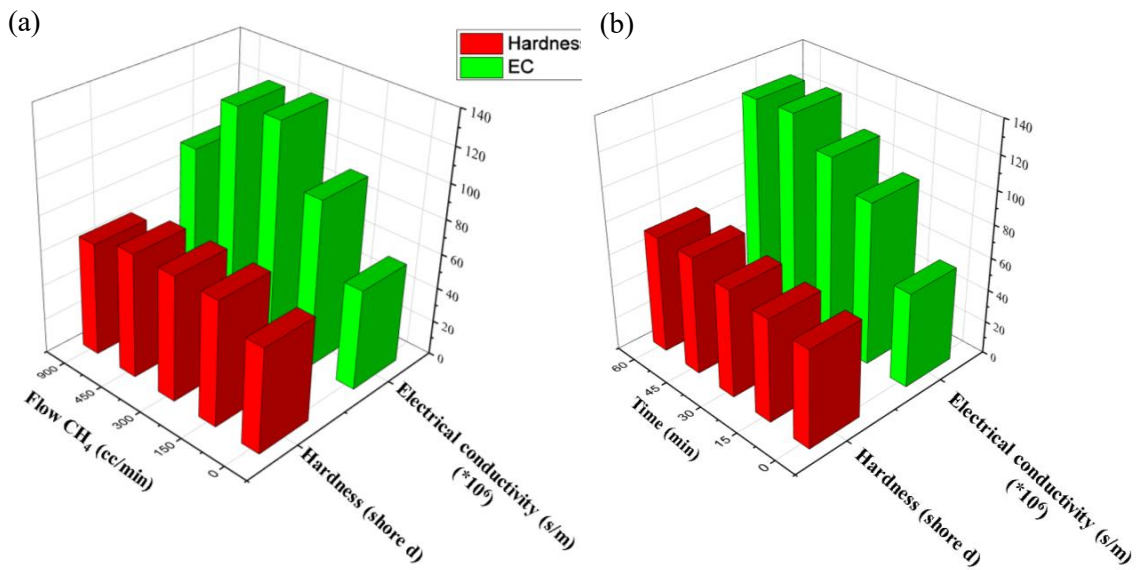 (a)
Hardness
EC
140
120
100
80
60
40
20
0
900
450
300
150
0
Flow CH₄ (cc/min)
Hardness (shore d)
Electrical conductivity (s/m)
(*10⁶)
(b)
140
120
100
80
60
40
20
0
60
45
30
15
0
Time (min)
Hardness (shore d)
Electrical conductivity (s/m)
(*10⁶)